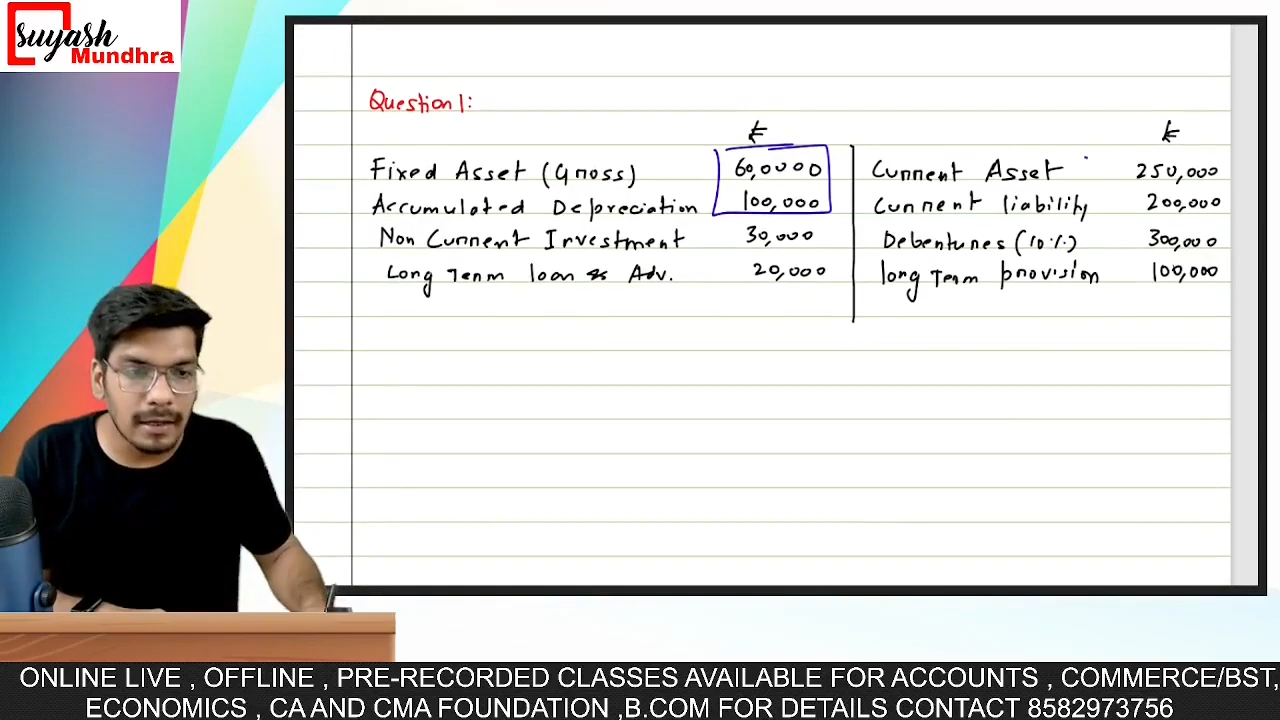 suyash
Mundhra
Question 1:
₹ ₹
Fixed Asset (Gross) 60,0000 Current Asset 250,000
Accumulated Depreciation 100,000 Current liability 200,000
Non Current Investment 30,000 Debentures (10%) 300,000
Long Term loan & Adv. 20,000 long Term provision 100,000
ONLINE LIVE , OFFLINE , PRE-RECORDED CLASSES AVAILABLE FOR ACCOUNTS , COMMERCE/BST,
ECONOMICS , CA AND CMA FOUNDATION ,B.COM FOR DETAILS CONTACT 8582973756